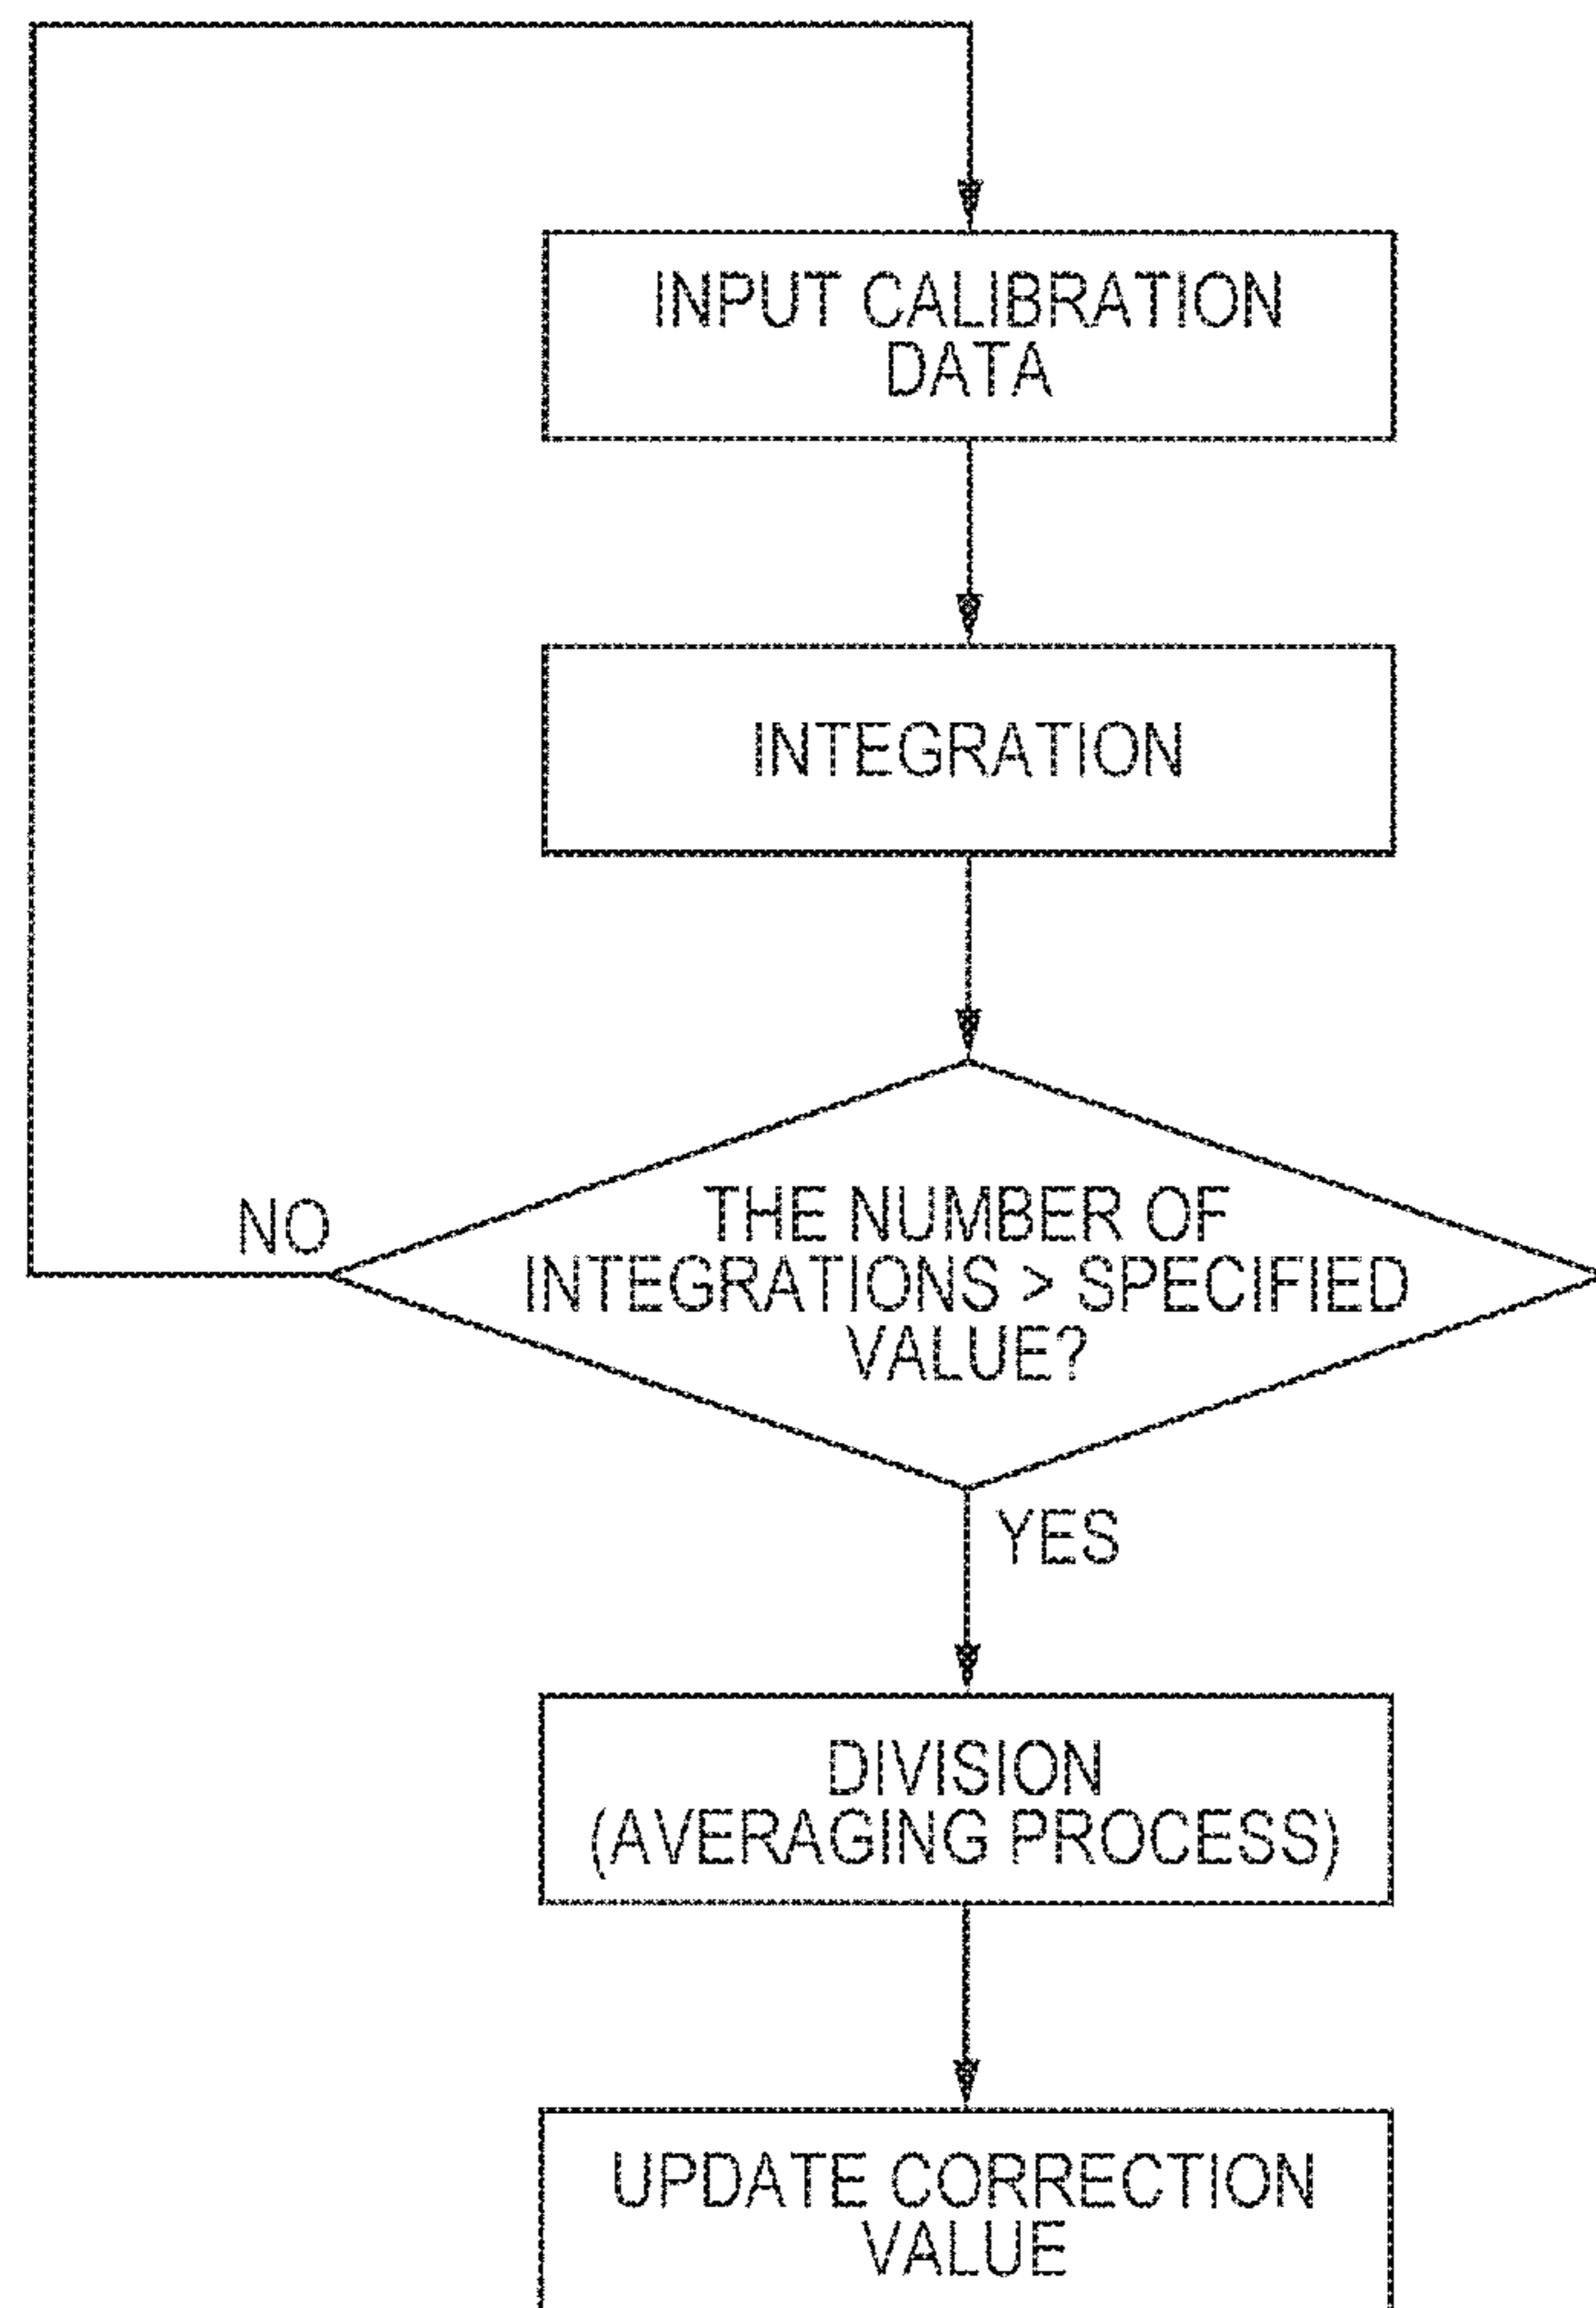 INPUT CALIBRATION
DATA
INTEGRATION
THE NUMBER OF
INTEGRATIONS > SPECIFIED
VALUE?
NO
YES
DIVISION
(AVERAGING PROCESS)
UPDATE CORRECTION
VALUE